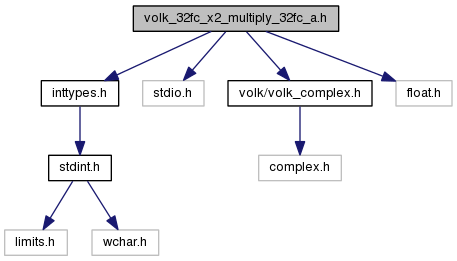 volk_32fc_x2_multiply_32fc_a.h
inttypes.h
stdio.h
volk/volk_complex.h
float.h
stdint.h
complex.h
limits.h
wchar.h